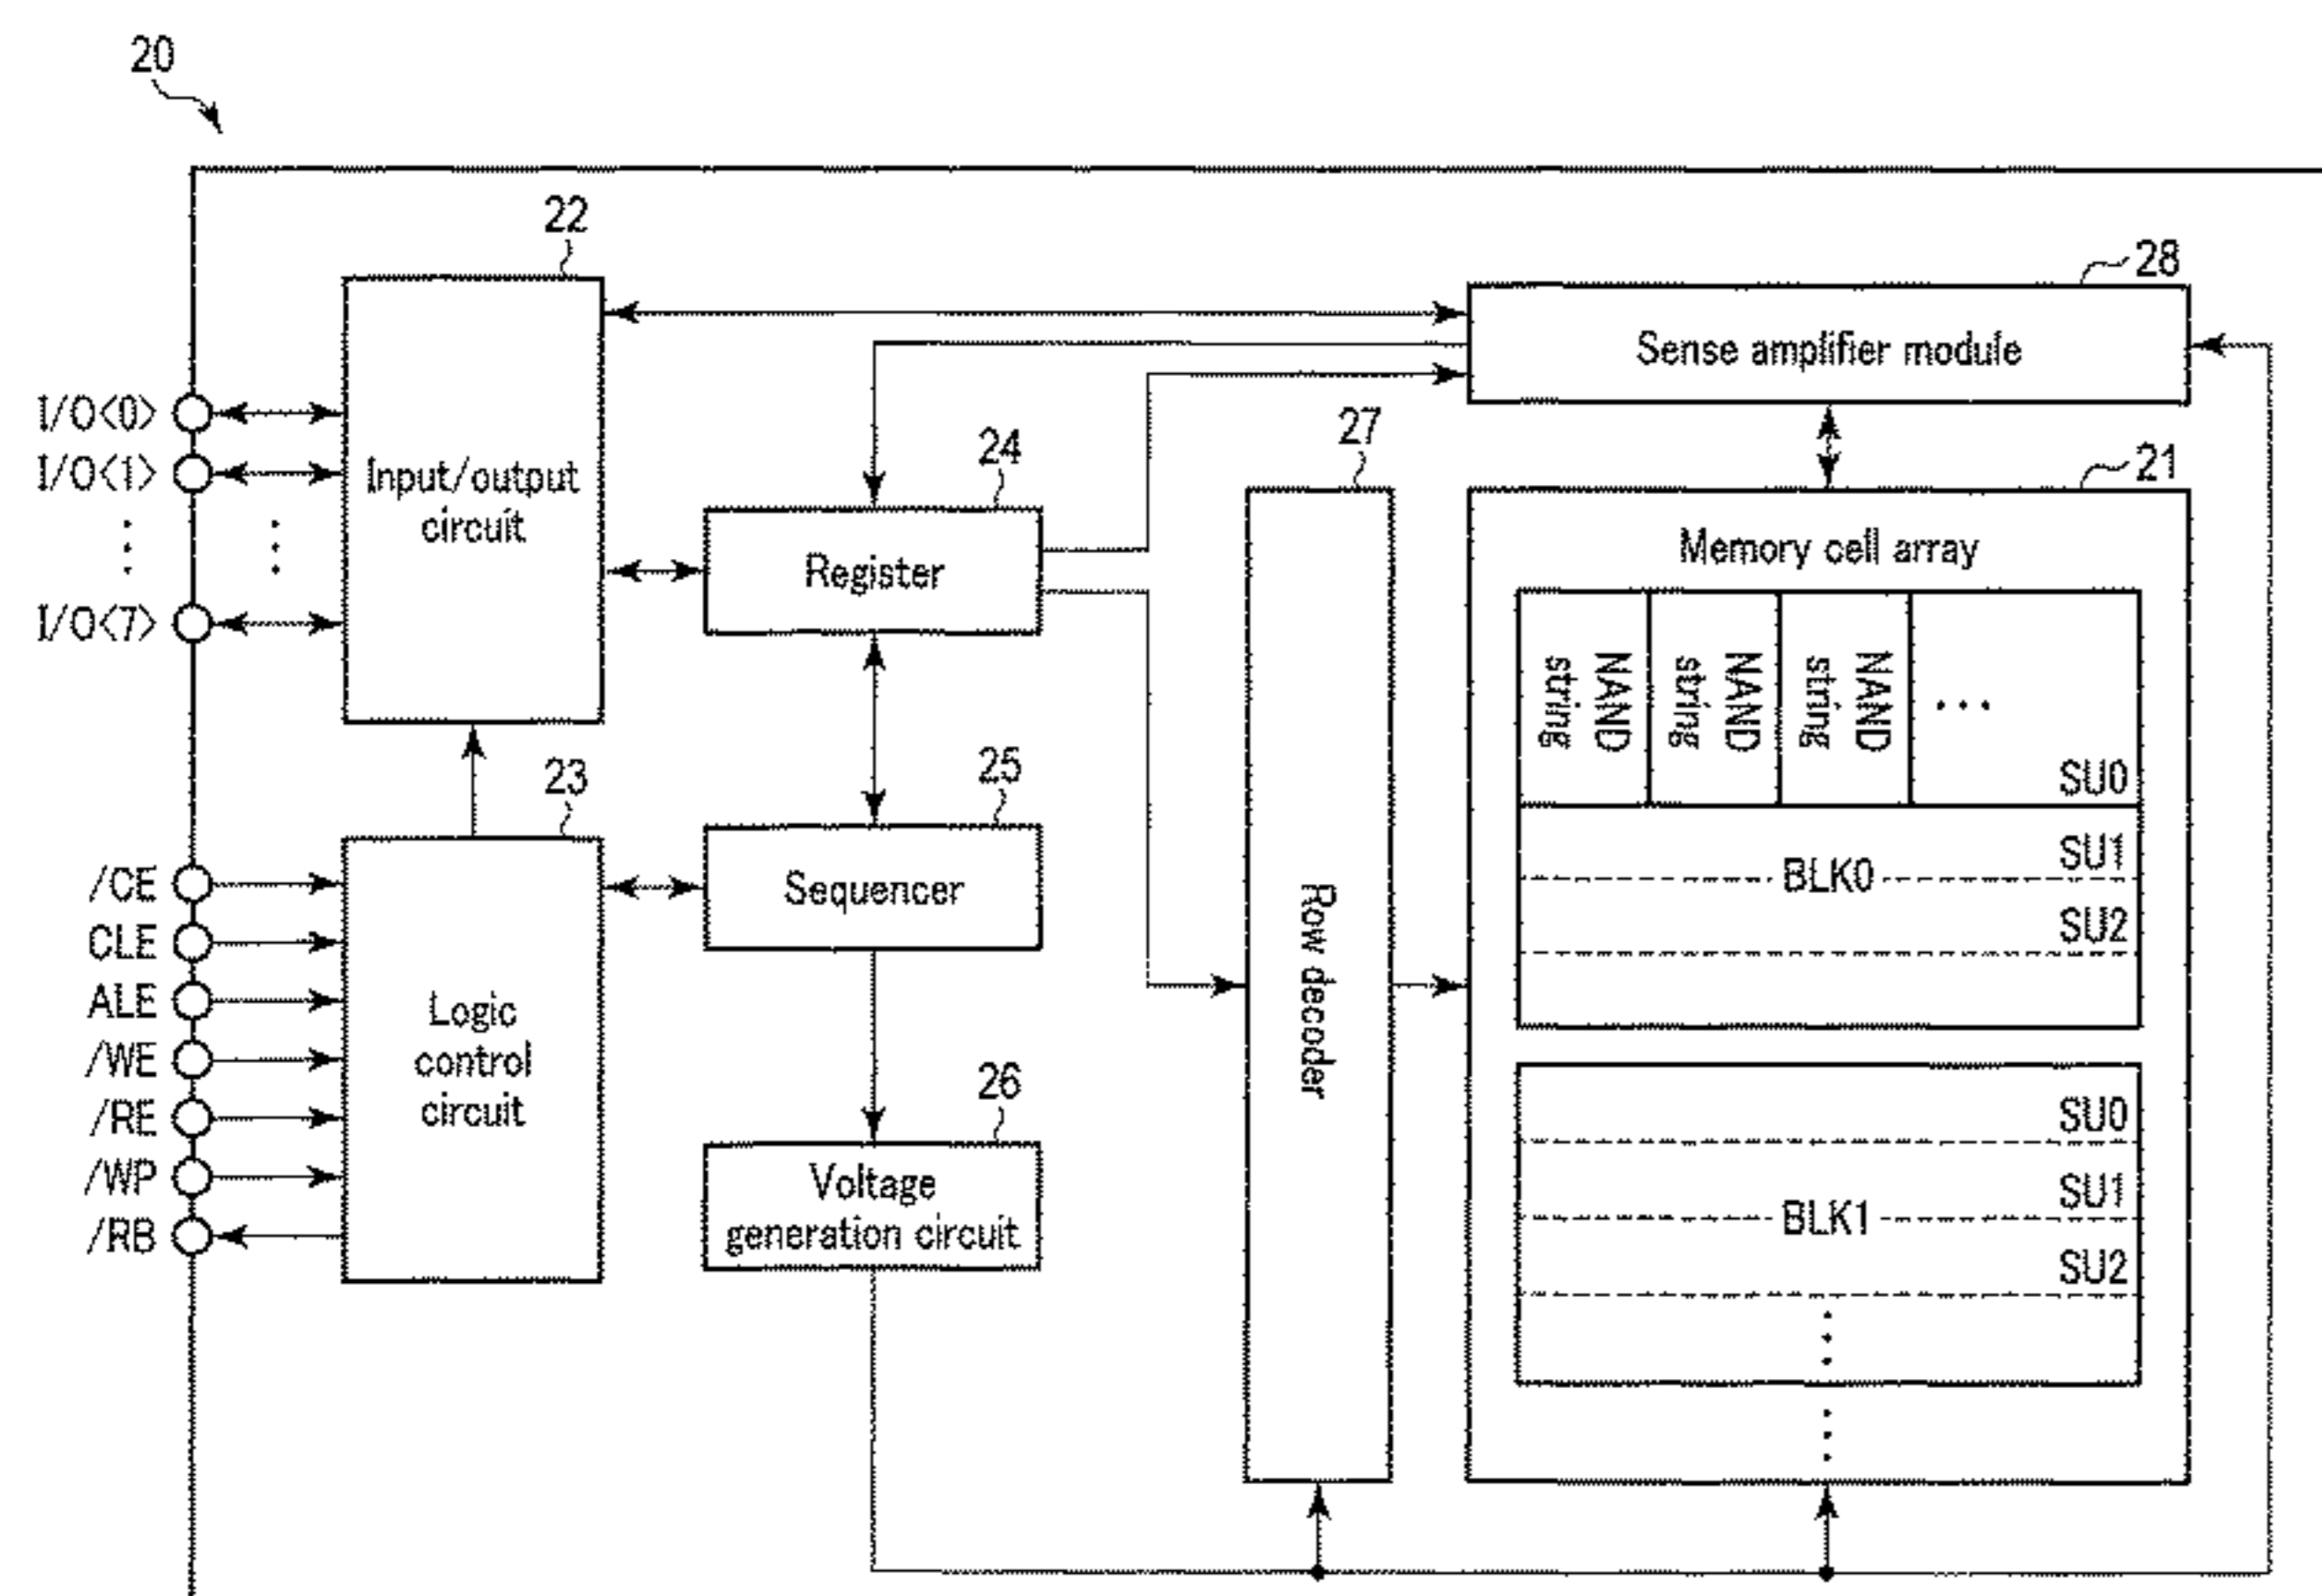 20
22
28
Sense amplifier module
I/O<0>
I/O<1>
I/O<7>
Input/output
circuit
24
Register
27
Row decoder
21
Memory cell array
NAND
string
NAND
string
NAND
string
...
SU0
SU1
BLK0
SU2
23
25
Sequencer
/CE
CLE
ALE
/WE
/RE
/WP
/RB
Logic
control
circuit
26
Voltage
generation circuit
SU0
SU1
BLK1
SU2